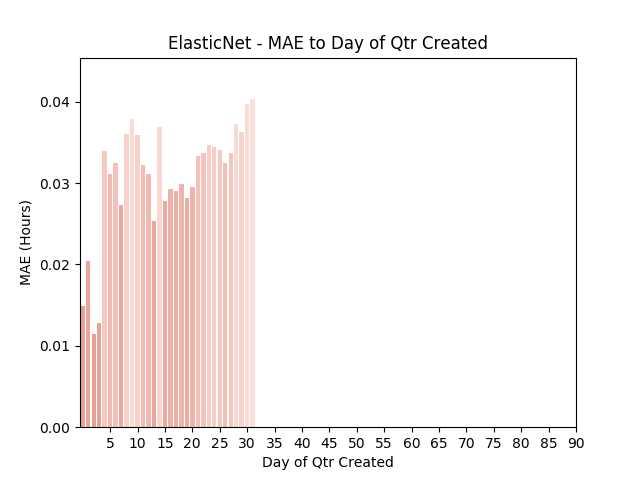 ElasticNet - MAE to Day of Qtr Created
0.04
0.03
0.02
0.01
0.00
MAE (Hours)
5 10 15 20 25 30 35 40 45 50 55 60 65 70 75 80 85 90
Day of Qtr Created